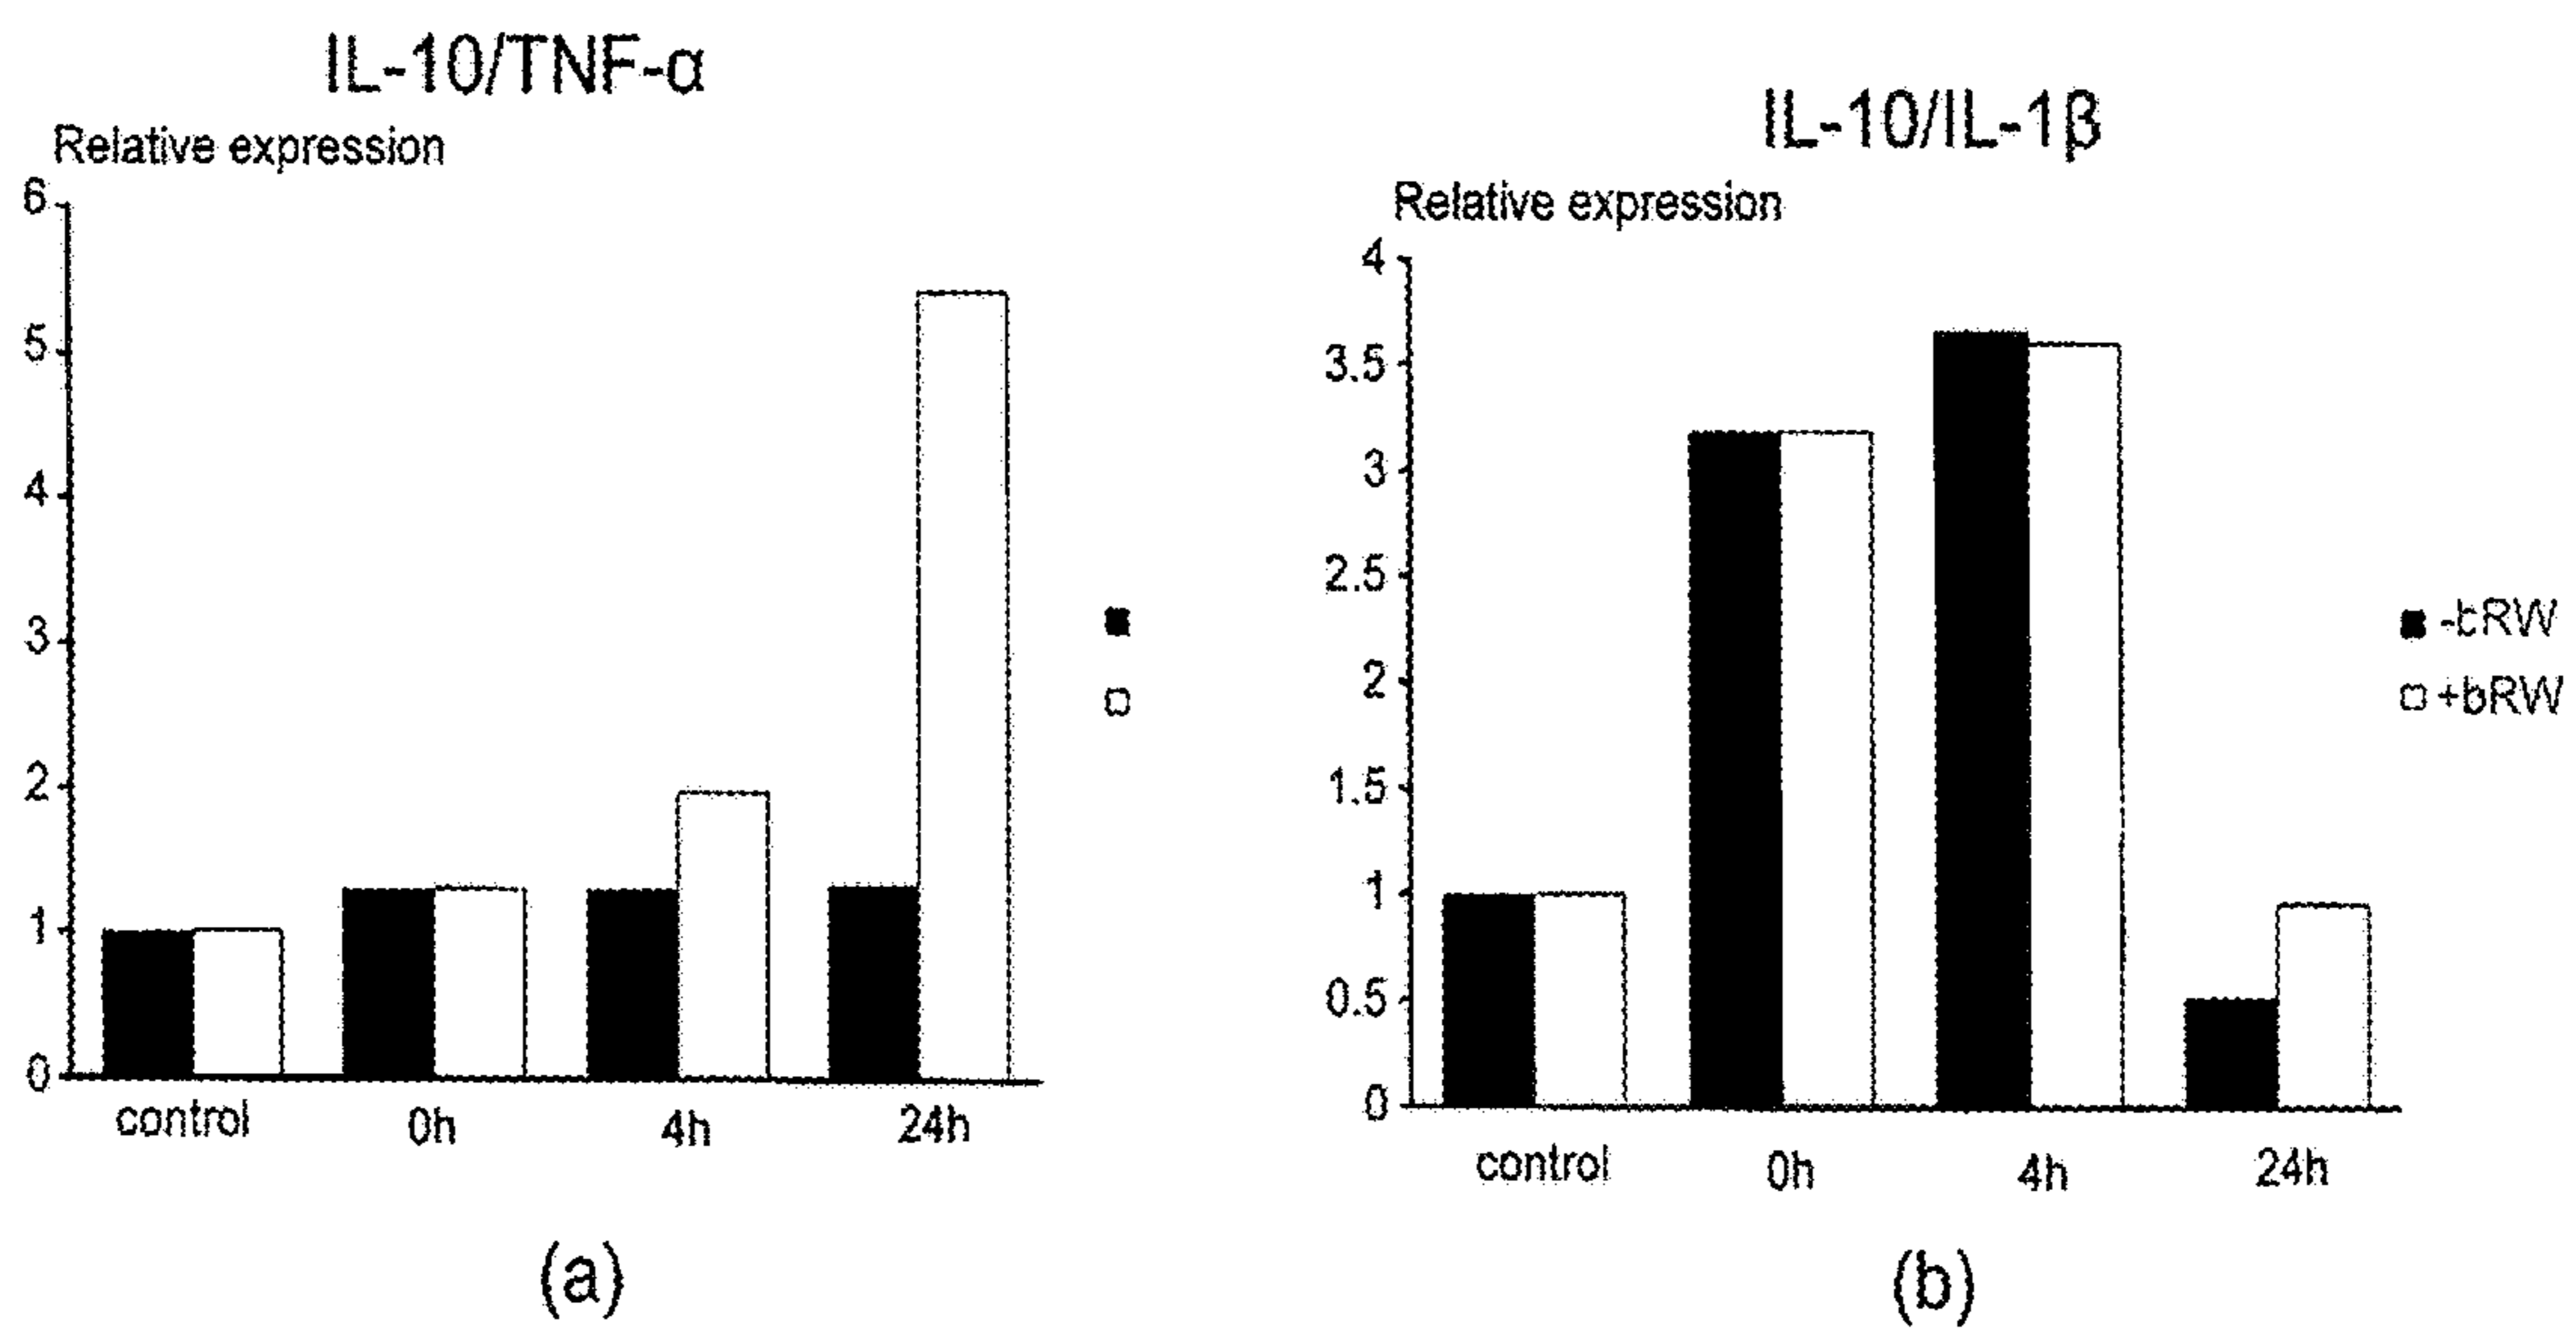 IL-10/TNF-α
Relative expression
6
5
4
3
2
1
0
control 0h 4h 24h
(a)
IL-10/IL-1β
Relative expression
4
3.5
3
2.5
2
1.5
1
0.5
0
control 0h 4h 24h
-bRW
+bRW
(b)